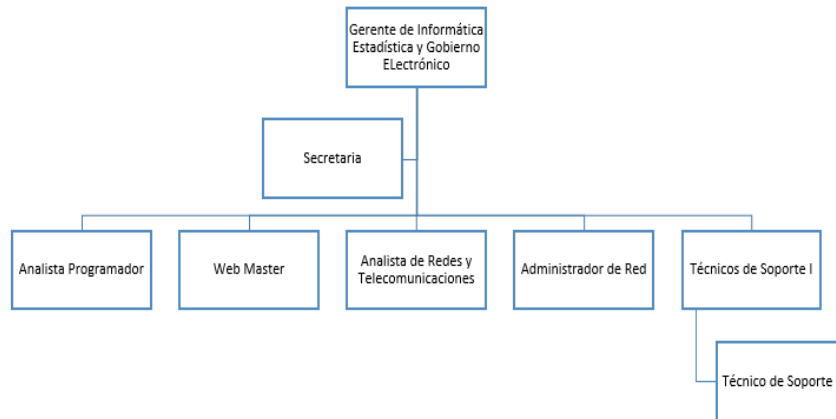 Gerente de Informática
Estadística y Gobierno
ELectrónico
Secretaria
Analista Programador
Web Master
Analista de Redes y
Telecomunicaciones
Administrador de Red
Técnicos de Soporte I
Técnico de Soporte